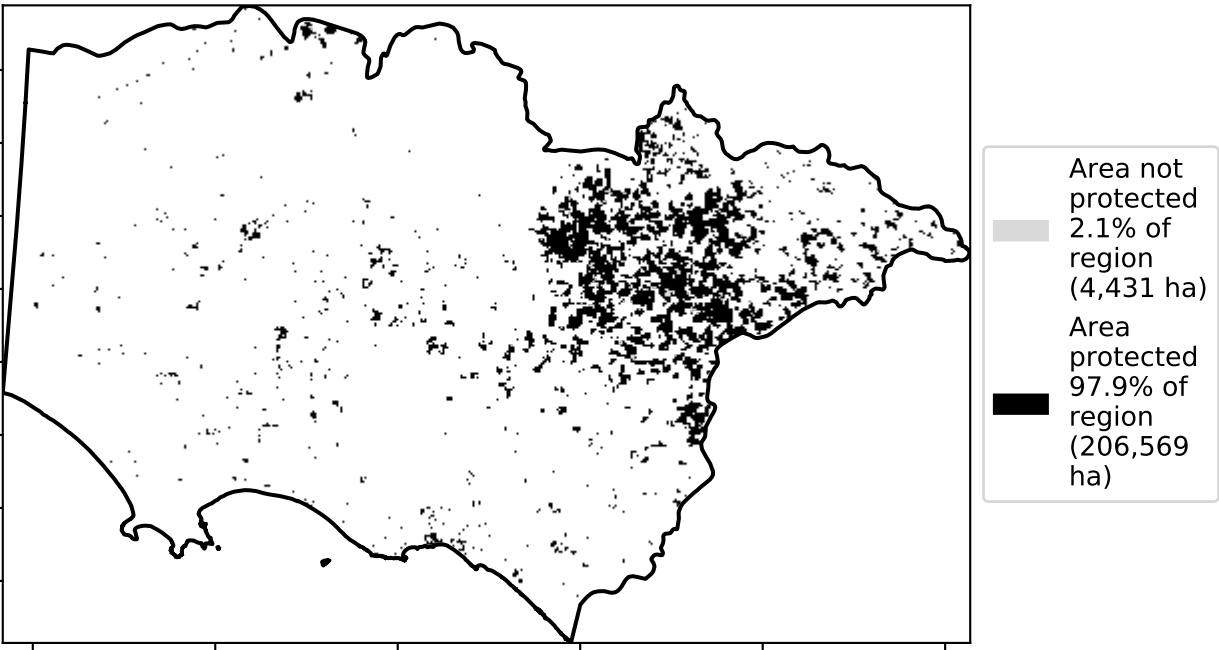 Area not
protected
2.1% of
region
(4,431 ha)
Area
protected
97.9% of
region
(206,569
ha)